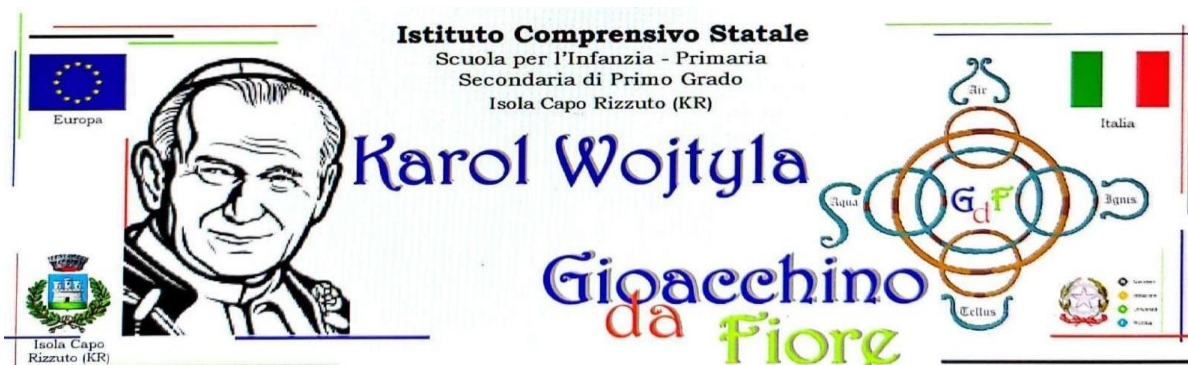 Istituto Comprensivo Statale
Scuola per l'Infanzia - Primaria
Secondaria di Primo Grado
Isola Capo Rizzuto (KR)
Europa
Italia
Karol Wojtyla
Gioacchino
da
Fiore
Air
Aqua
GdF
Ignis
Tellus
Isola Capo
Rizzuto (KR)